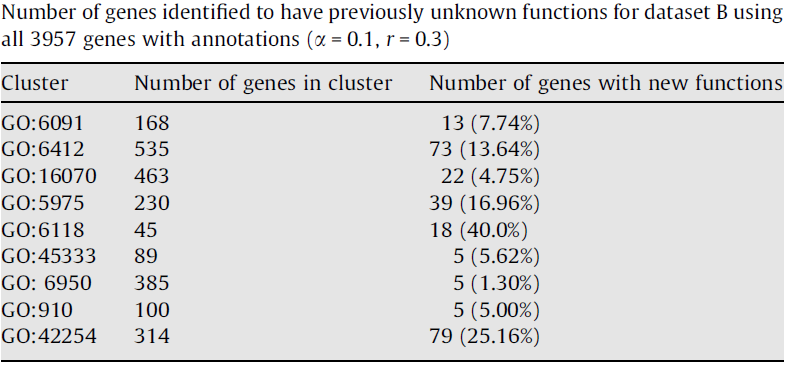 Number of genes identified to have previously unknown functions for dataset B using
all 3957 genes with annotations (α = 0.1, r = 0.3)
Cluster Number of genes in cluster Number of genes with new functions
GO:6091 168 13 (7.74%)
GO:6412 535 73 (13.64%)
GO:16070 463 22 (4.75%)
GO:5975 230 39 (16.96%)
GO:6118 45 18 (40.0%)
GO:45333 89 5 (5.62%)
GO: 6950 385 5 (1.30%)
GO:910 100 5 (5.00%)
GO:42254 314 79 (25.16%)